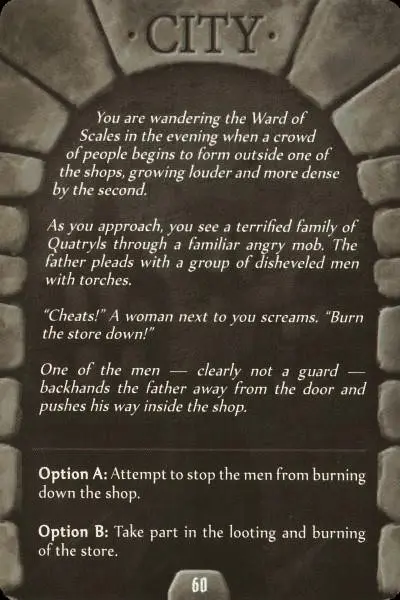 · CITY ·
You are wandering the Ward of
Scales in the evening when a crowd
of people begins to form outside one of
the shops, growing louder and more dense
by the second.
As you approach, you see a terrified family of
Quatryls through a familiar angry mob. The
father pleads with a group of disheveled men
with torches.
“Cheats!” A woman next to you screams. “Burn
the store down!”
One of the men — clearly not a guard —
backhands the father away from the door and
pushes his way inside the shop.
Option A: Attempt to stop the men from burning
down the shop.
Option B: Take part in the looting and burning
of the store.
60